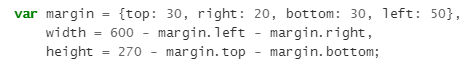 var margin = {top: 30, right: 20, bottom: 30, left: 50},
    width = 600 - margin.left - margin.right,
    height = 270 - margin.top - margin.bottom;